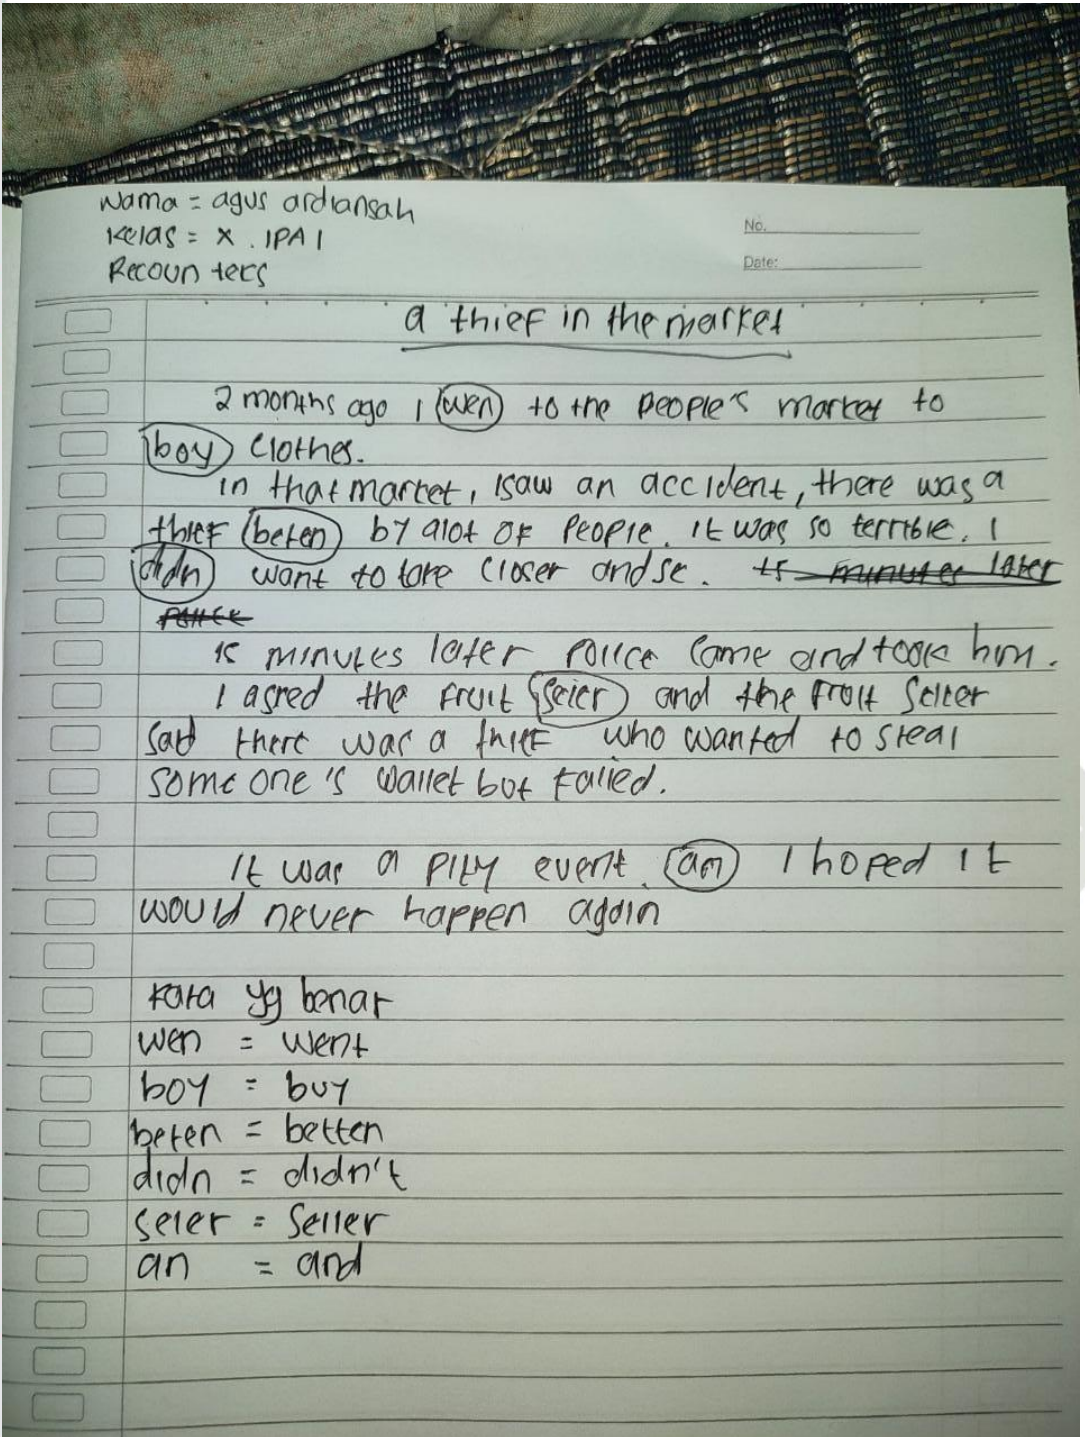 Nama = agus ardiansah
Kelas = X . IPA 1
Recoun teks
No.
Date:
a thief in the market
2 months ago I wen to the people's market to
boy clothes.
in that market, I saw an accident, there was a
thief beten by alot of people. it was so terrible. I
didn want to take closer and se. 15 minutes later
police
15 minutes later police came and took him.
I asked the fruit seler and the fruit seller
said there was a thief who wanted to steal
some one's wallet but failed.
It was a pity event. an I hoped it
would never happen again
kata yg benar
wen = went
boy = buy
beten = betten
didn = didn't
seler = seller
an = and